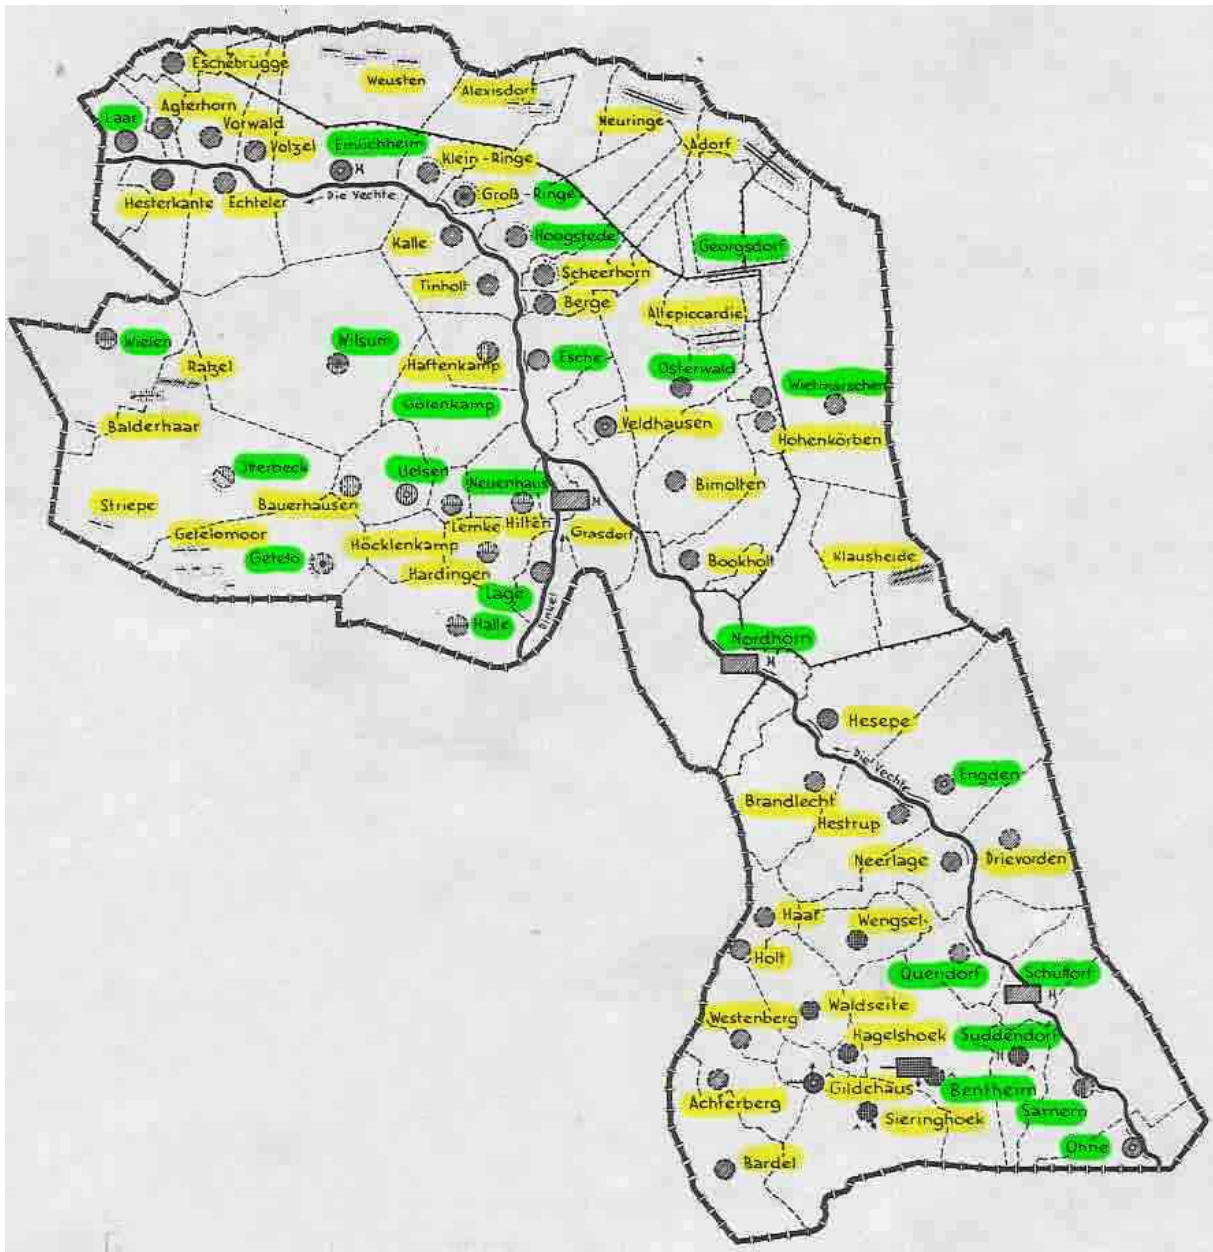 Eschebrügge
Weusten
Alexisdorf
Agterhorn
Laar
Vorwald
Volzel
Emlichheim
Neuringe
Adorf
Klein-Ringe
Hesterkante
Echteler
Die Vechte
Groß-Ringe
Kalle
Hoogstede
Georgsdorf
Tinholt
Scheerhorn
Berge
Altepiccardie
Wielen
Wilsum
Ratzel
Haftenkamp
Esche
Osterwald
Wietmarschen
Gölenkamp
Balderhaar
Veldhausen
Hohenkörben
Itterbeck
Uelsen
Neuenhaus
Bimolten
Striepe
Bauerhausen
Lemke
Hilten
Getelomoor
Höcklenkamp
Grasdorf
Getelo
Hardingen
Bookholt
Klausheide
Lage
Dinkel
Halle
Nordhorn
Hesepe
Die Vechte
Engden
Brandlecht
Hestrup
Neerlage
Drievorden
Haar
Wengsel
Holt
Quendorf
Schüttorf
Waldseite
Westenberg
Hagelshoek
Suddendorf
Gildehaus
Bentheim
Achterberg
Samern
Sieringhoek
Ohne
Bardel